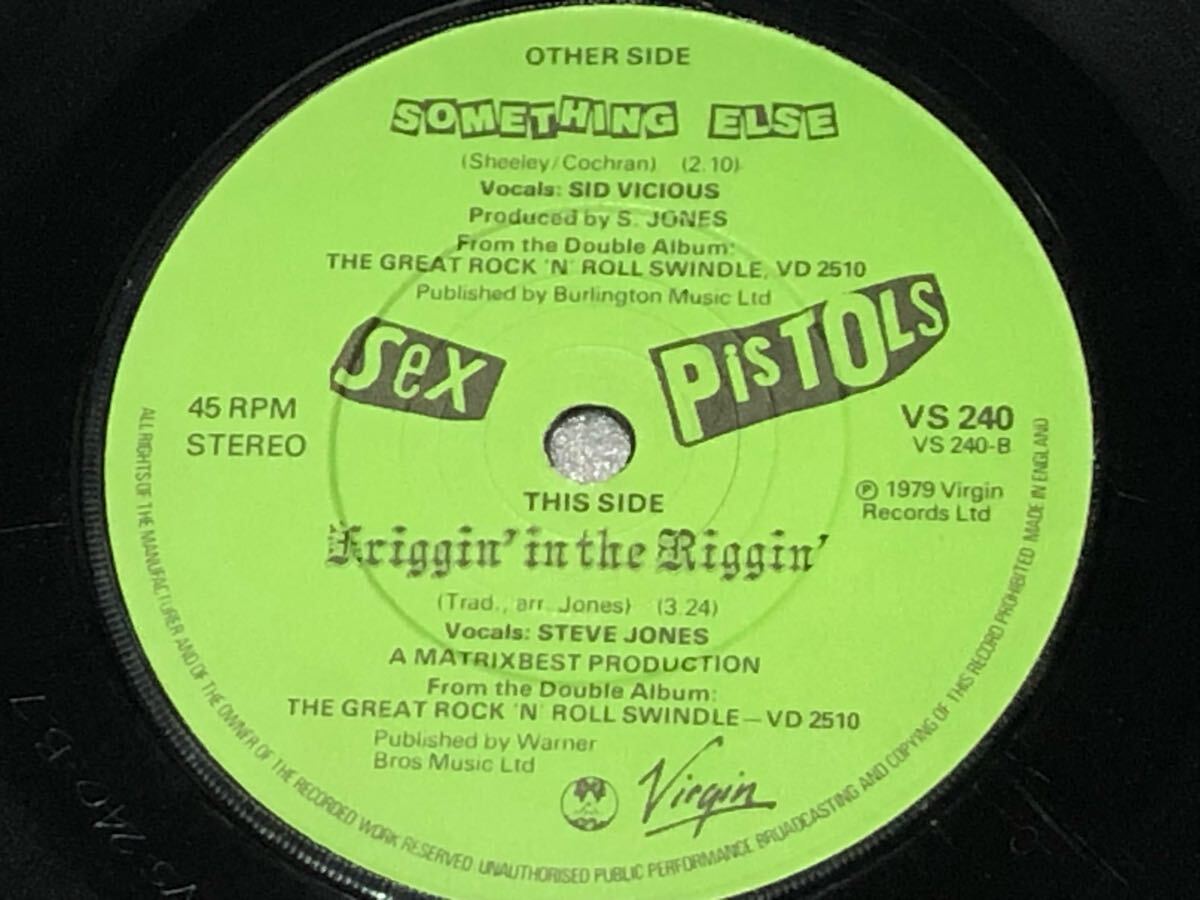 OTHER SIDE
SOMETHING ELSE
(Sheeley/Cochran) (2.10)
Vocals: SID VICIOUS
Produced by S. JONES
From the Double Album:
THE GREAT ROCK 'N' ROLL SWINDLE, VD 2510
Published by Burlington Music Ltd
Sex PiSTOLs
45 RPM
STEREO
VS 240
VS 240-B
℗ 1979 Virgin
Records Ltd
THIS SIDE
Friggin' in the Riggin'
(Trad., arr. Jones) (3.24)
Vocals: STEVE JONES
A MATRIXBEST PRODUCTION
From the Double Album:
THE GREAT ROCK 'N' ROLL SWINDLE—VD 2510
Published by Warner
Bros Music Ltd
Virgin
ALL RIGHTS OF THE MANUFACTURER AND OF THE OWNER OF THE RECORDED WORK RESERVED UNAUTHORISED PUBLIC PERFORMANCE BROADCASTING AND COPYING OF THIS RECORD PROHIBITED MADE IN ENGLAND
VS 240-B-1